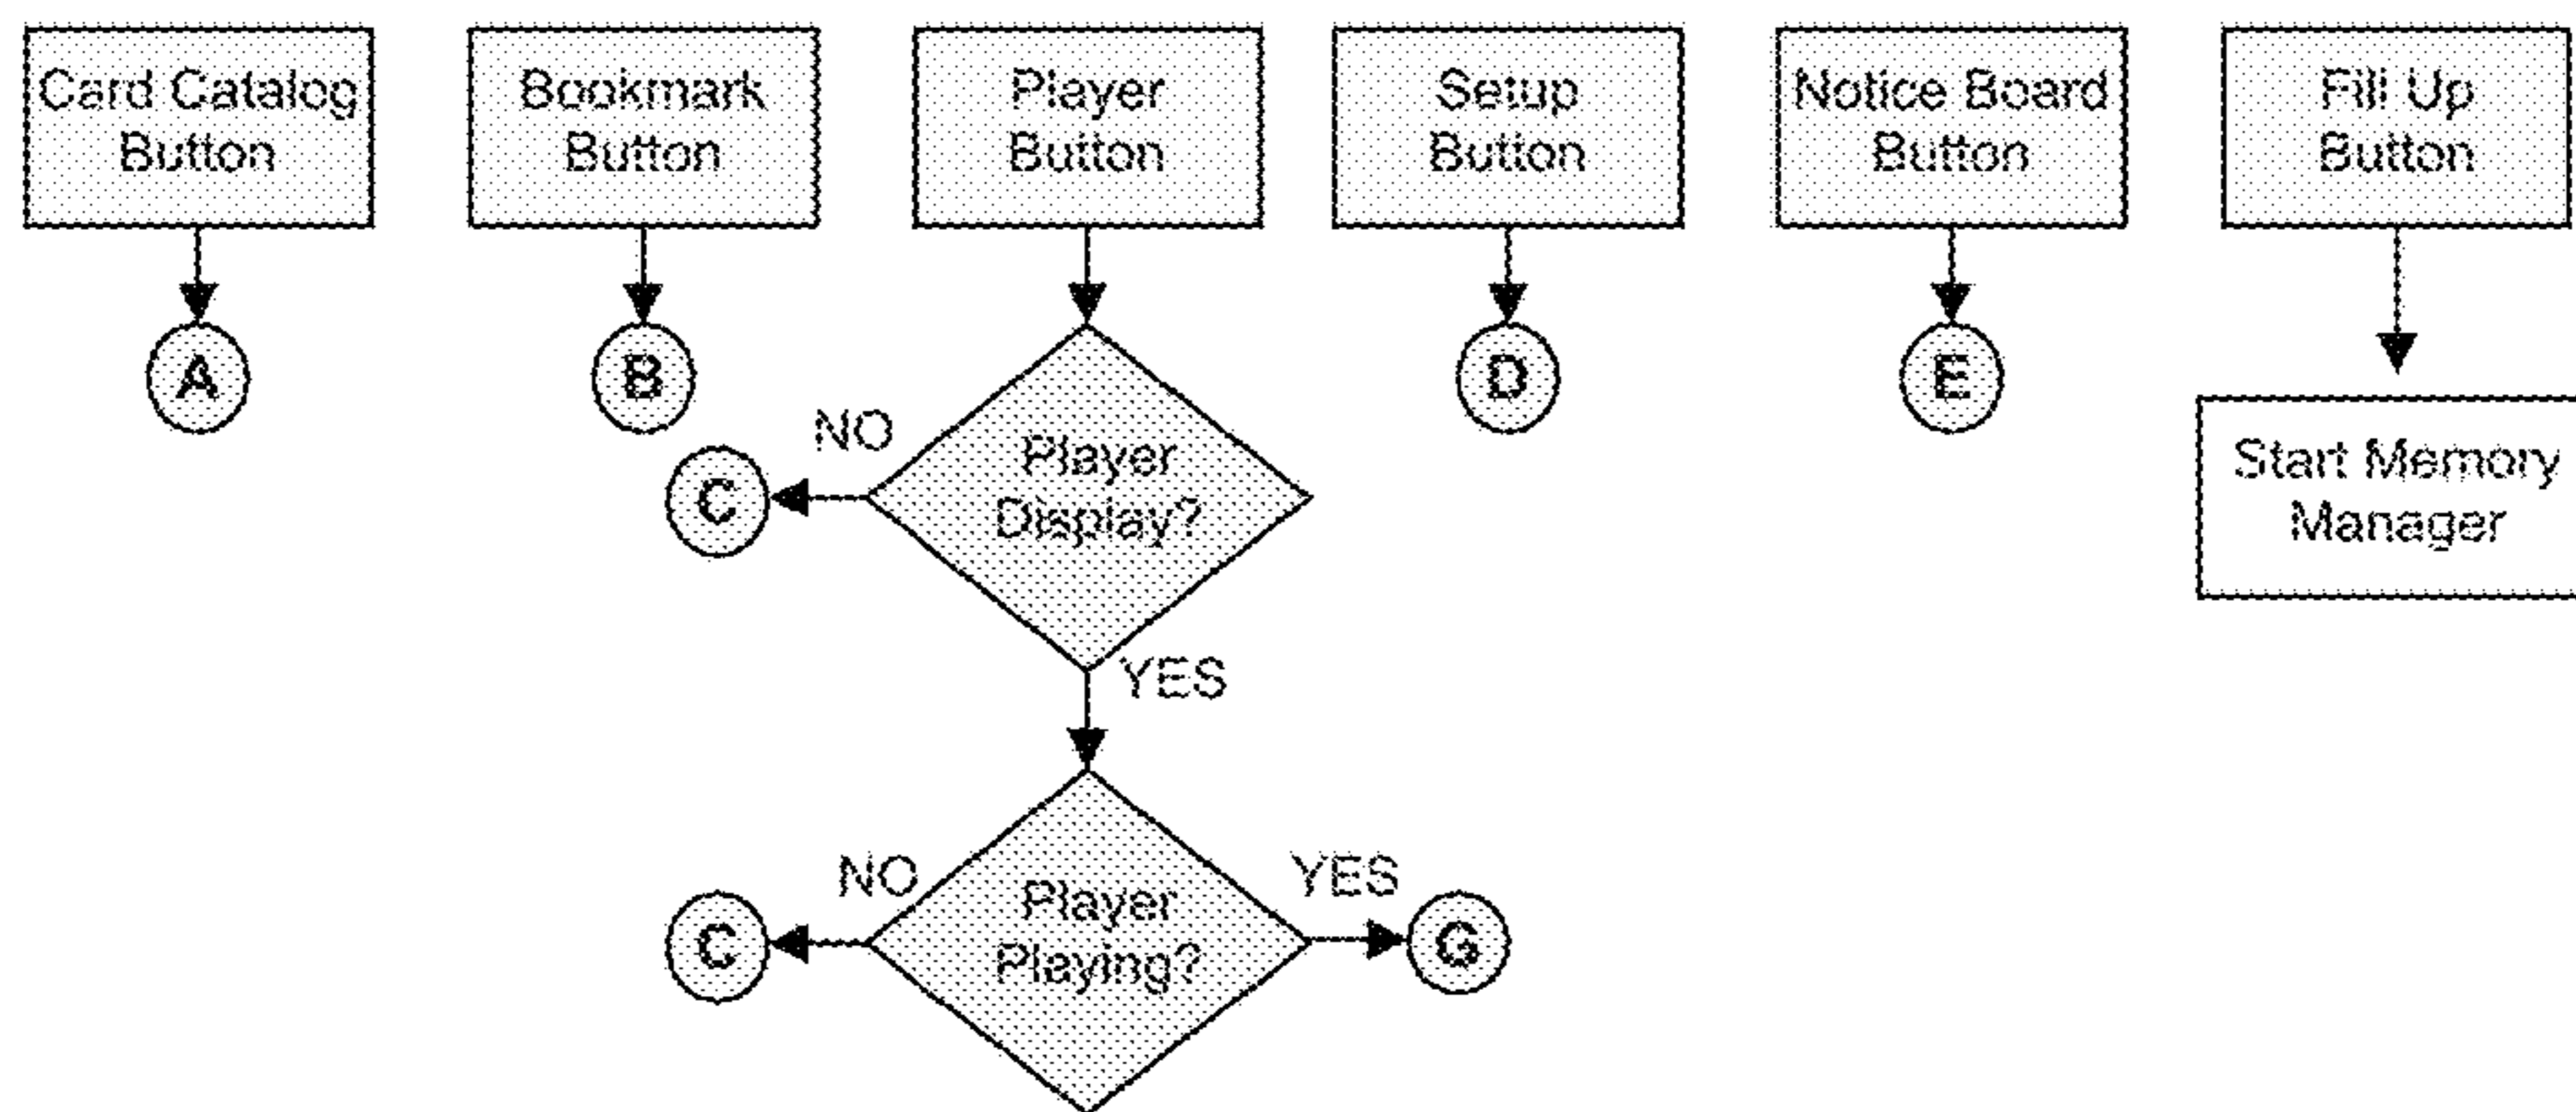 Card Catalog
Button
Bookmark
Button
Player
Button
Setup
Button
Notice Board
Button
Fill Up
Button
A
B
D
E
NO
Player
Display?
C
Start Memory
Manager
YES
NO
YES
Player
Playing?
C
G